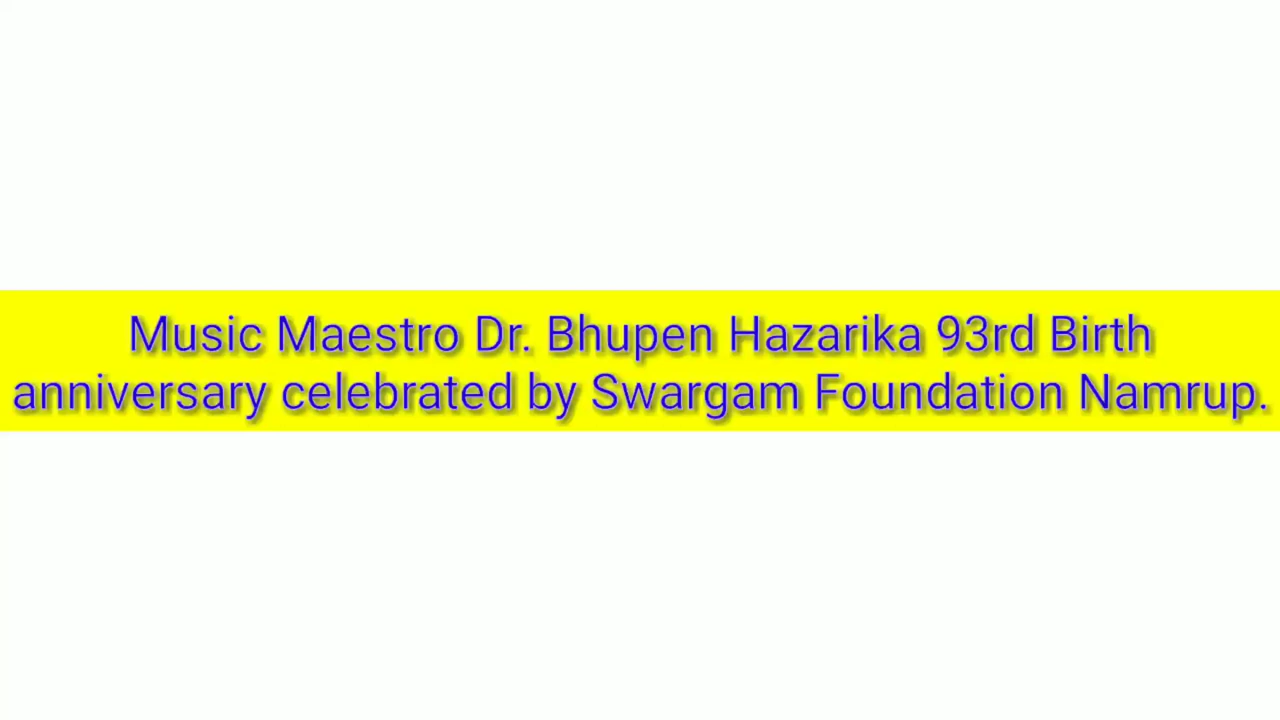 Music Maestro Dr. Bhupen Hazarika 93rd Birth
anniversary celebrated by Swargam Foundation Namrup.